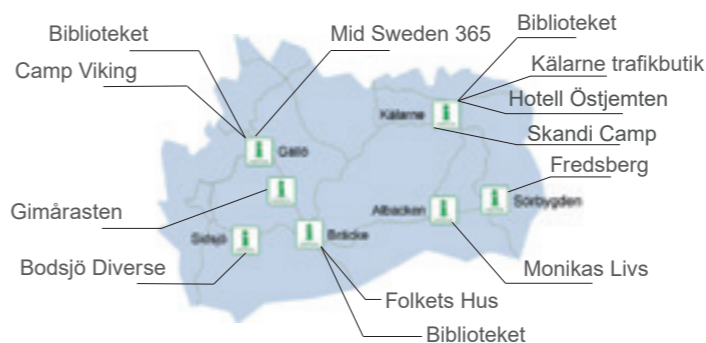 Biblioteket
Mid Sweden 365
Biblioteket
Camp Viking
Kälarne trafikbutik
Hotell Östjemten
Kälarne
Skandi Camp
Gällö
Fredsberg
Gimårasten
Albacken
Sörbygden
Sidsjö
Bräcke
Bodsjö Diverse
Monikas Livs
Folkets Hus
Biblioteket